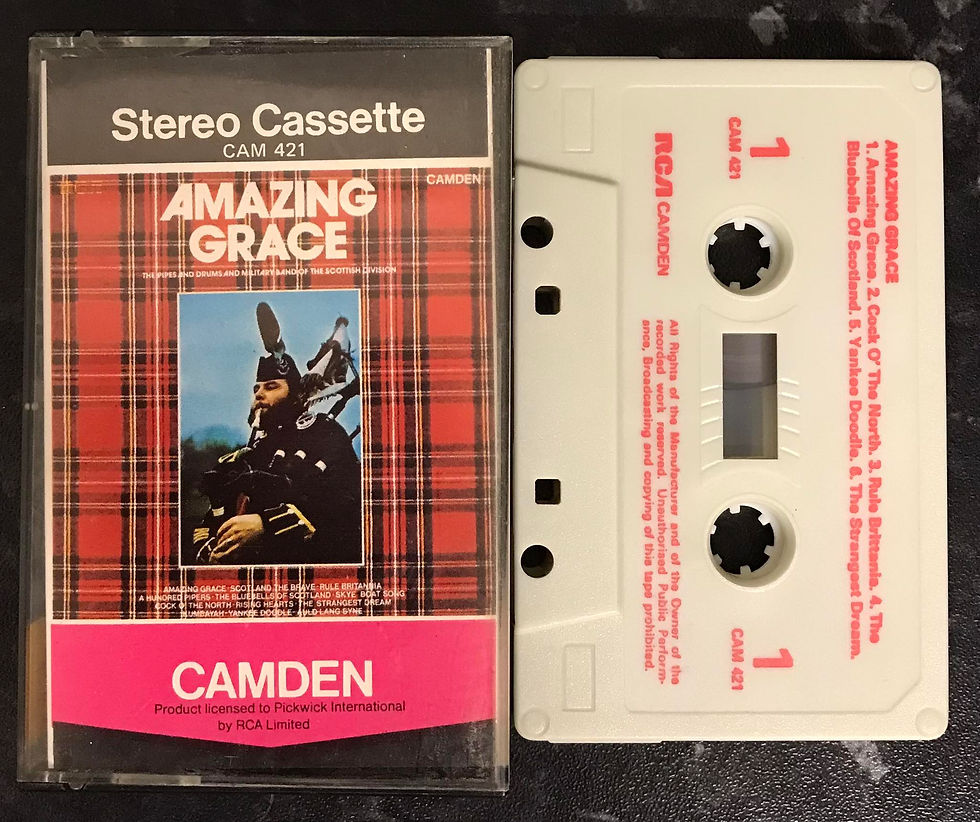 Stereo Cassette
CAM 421
CAMDEN
AMAZING
GRACE
THE PIPES AND DRUMS AND MILITARY BAND OF THE SCOTTISH DIVISION
AMAZING GRACE · SCOTLAND THE BRAVE · RULE BRITANNIA
A HUNDRED PIPERS · THE BLUEBELLS OF SCOTLAND · SKYE BOAT SONG
COCK O' THE NORTH · RISING HEARTS · THE STRANGEST DREAM
KUMBAYAH · YANKEE DOODLE · AULD LANG SYNE
CAMDEN
Product licensed to Pickwick International
by RCA Limited
AMAZING GRACE
1. Amazing Grace. 2. Cock O' The North. 3. Rule Brittania. 4. The
Bluebells Of Scotland. 5. Yankee Doodle. 6. The Strangest Dream.
1
CAM 421
1
CAM 421
RCA CAMDEN
All Rights of the Manufacturer and of the Owner of the
recorded work reserved. Unauthorised Public Perform-
ance, Broadcasting and copying of this tape prohibited.